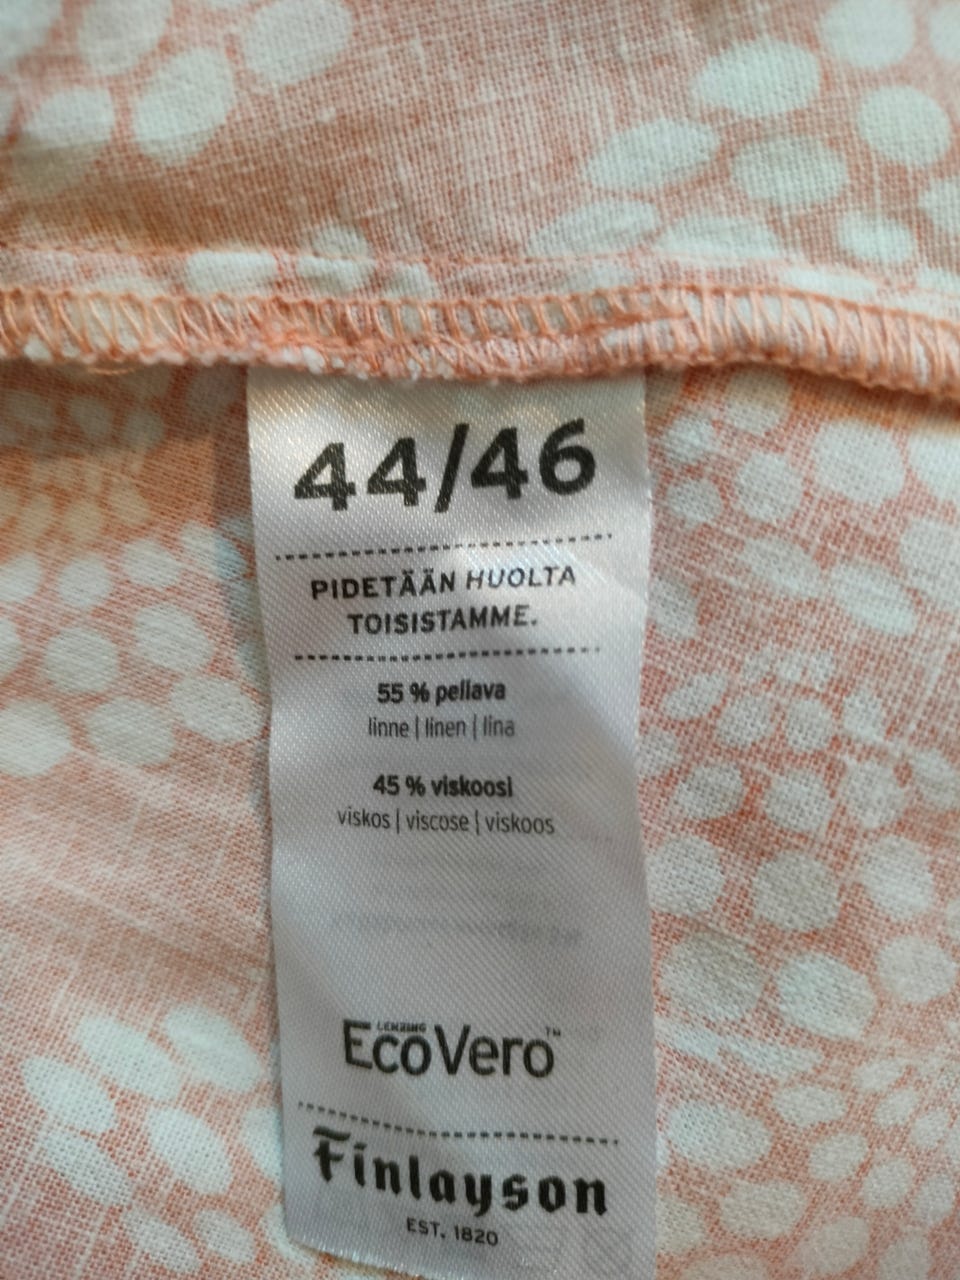 44/46
PIDETÄÄN HUOLTA
TOISISTAMME.
55 % pellava
linne | linen | lina
45 % viskoosi
viskos | viscose | viskoos
LENZING
EcoVero™
Finlayson
EST. 1820